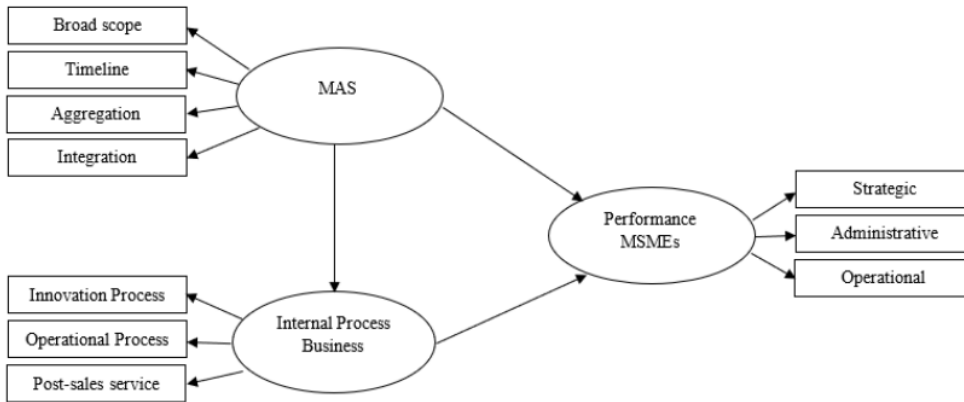 Broad scope
Timeline
Aggregation
Integration
MAS
Performance
MSMEs
Strategic
Administrative
Operational
Innovation Process
Operational Process
Post-sales service
Internal Process
Business